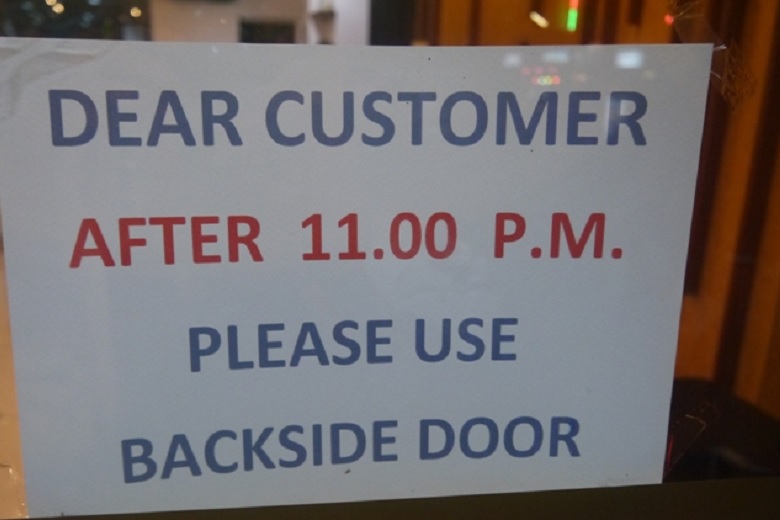 DEAR CUSTOMER
AFTER 11.00 P.M.
PLEASE USE
BACKSIDE DOOR